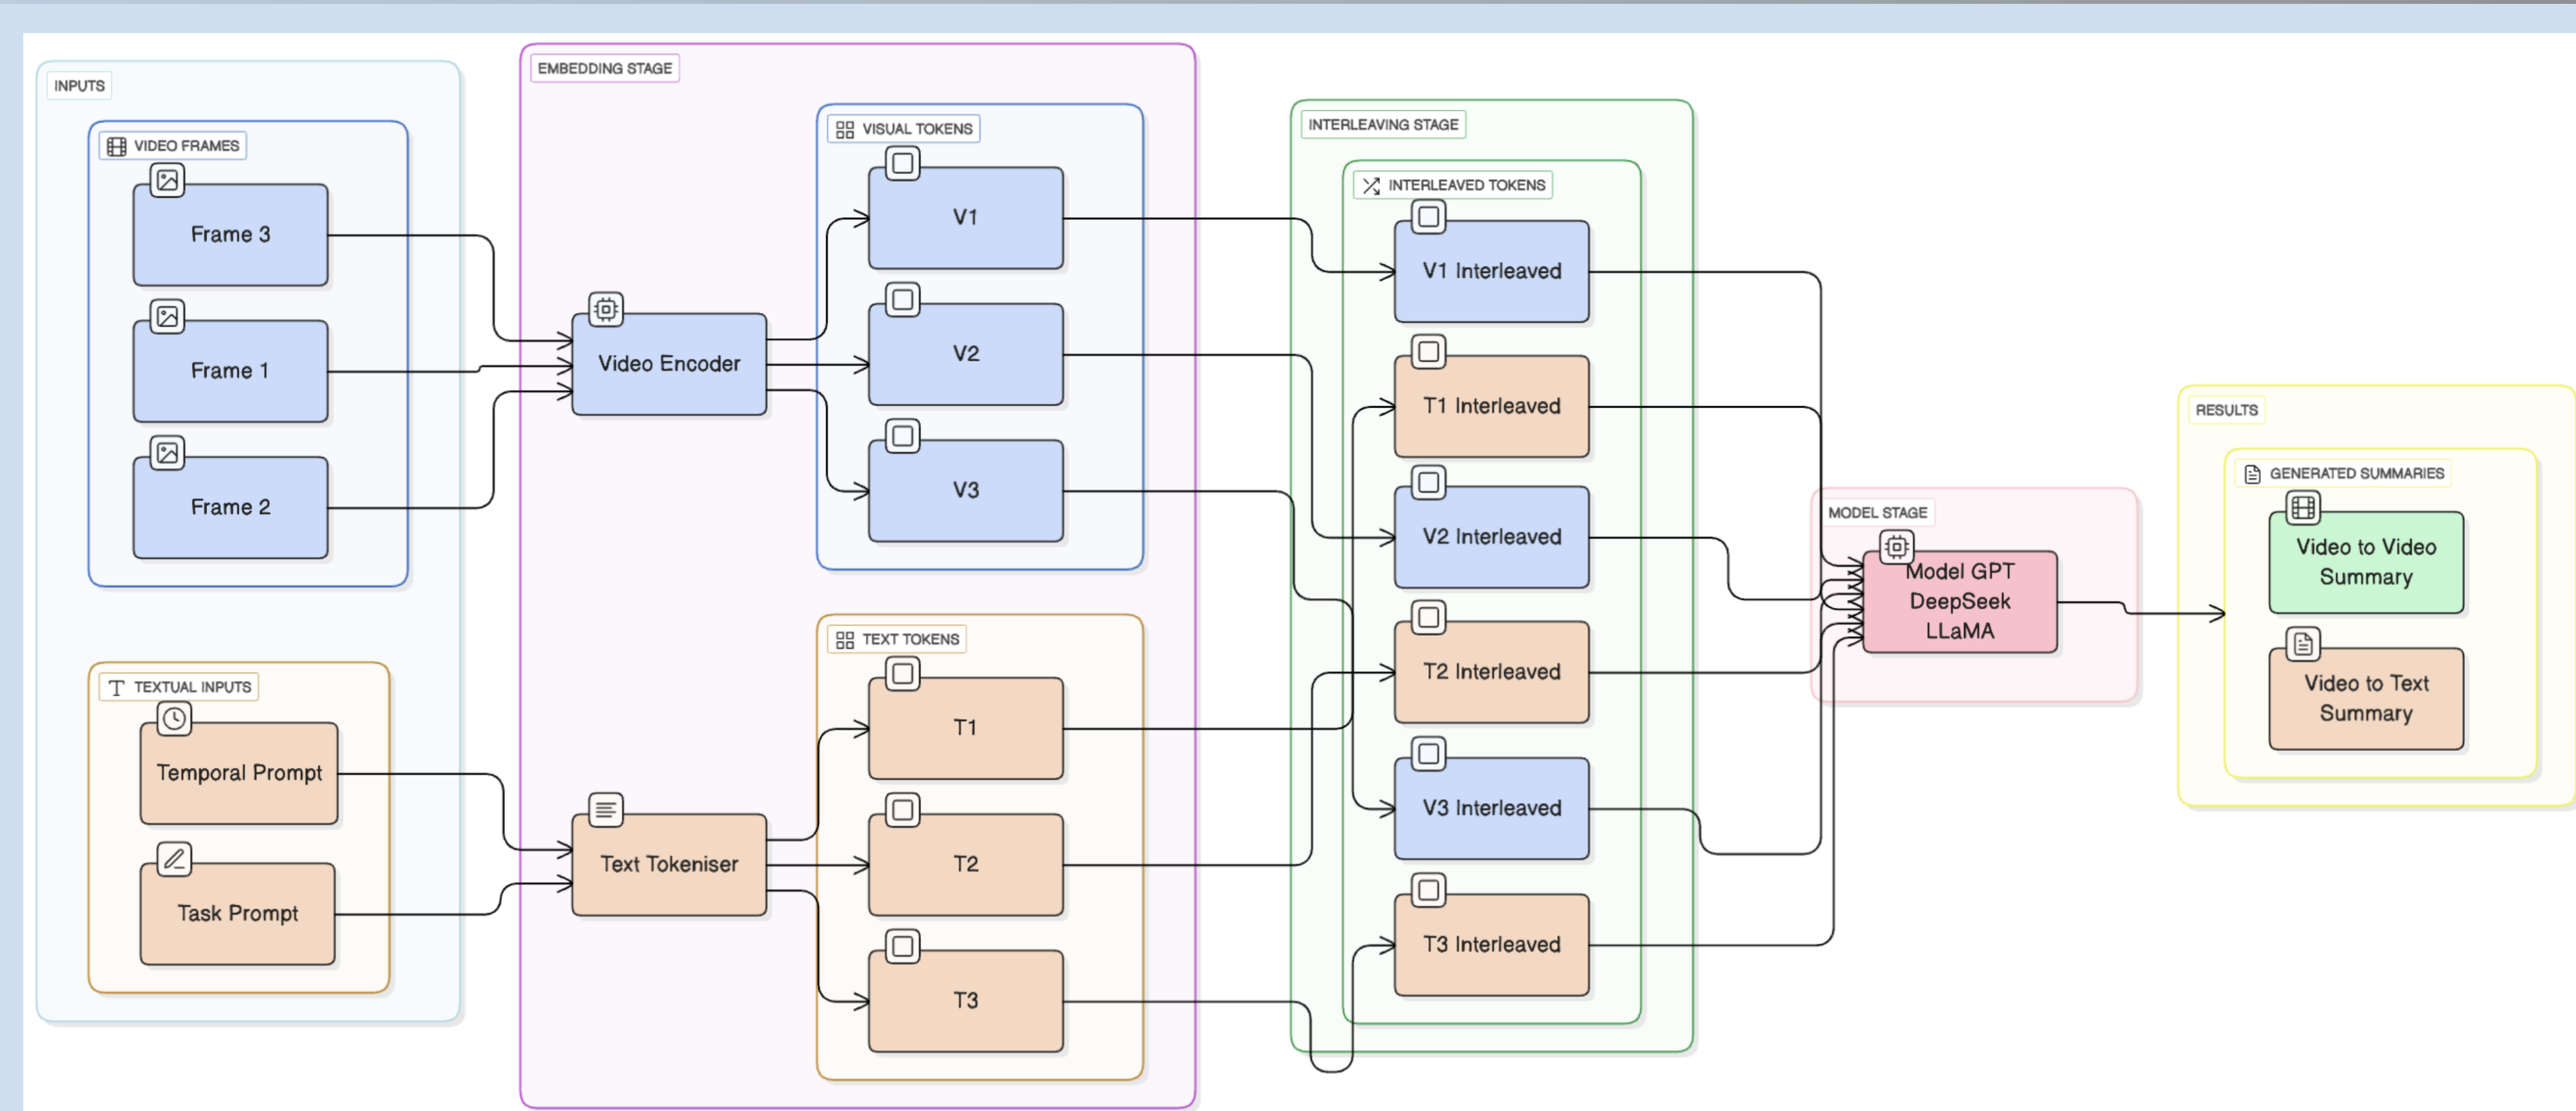 INPUTS
VIDEO FRAMES
Frame 3
Frame 1
Frame 2
TEXTUAL INPUTS
Temporal Prompt
Task Prompt
EMBEDDING STAGE
Video Encoder
Text Tokeniser
VISUAL TOKENS
V1
V2
V3
TEXT TOKENS
T1
T2
T3
INTERLEAVING STAGE
INTERLEAVED TOKENS
V1 Interleaved
T1 Interleaved
V2 Interleaved
T2 Interleaved
V3 Interleaved
T3 Interleaved
MODEL STAGE
Model GPT
DeepSeek
LLaMA
RESULTS
GENERATED SUMMARIES
Video to Video
Summary
Video to Text
Summary